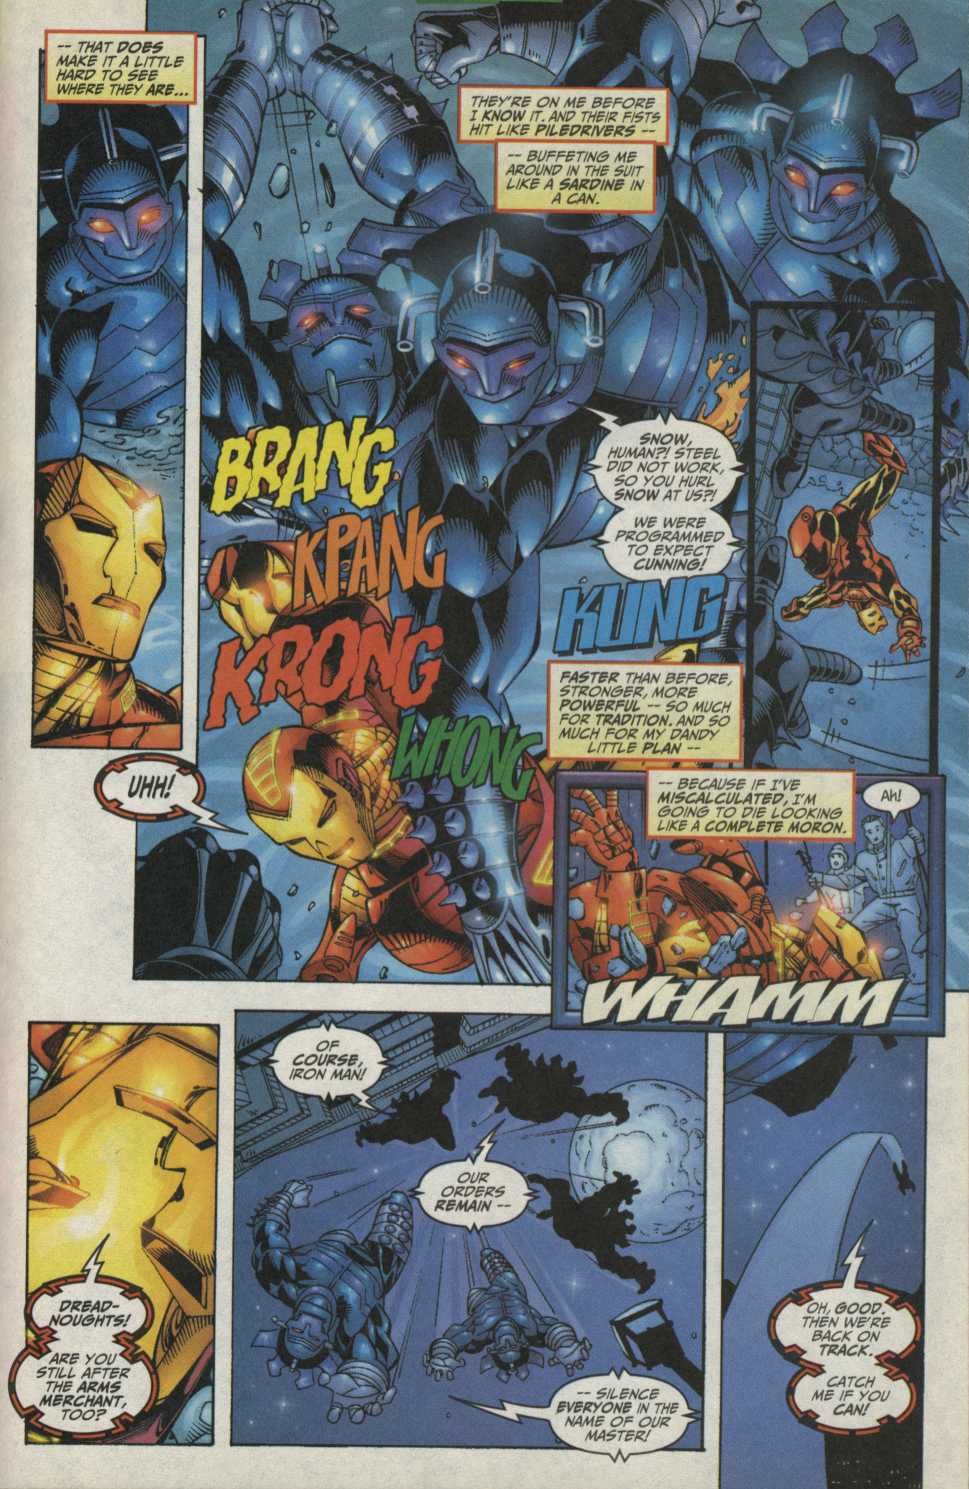 -- THAT DOES
MAKE IT A LITTLE
HARD TO SEE
WHERE THEY ARE...
THEY'RE ON ME BEFORE
I KNOW IT. AND THEIR FISTS
HIT LIKE PILEDRIVERS --
-- BUFFETING ME
AROUND IN THE SUIT
LIKE A SARDINE IN
A CAN.
BRANG
KPANG
KRONG
WHONG
SNOW,
HUMAN?! STEEL
DID NOT WORK,
SO YOU HURL
SNOW AT US?!
WE WERE
PROGRAMMED
TO EXPECT
CUNNING!
KUNG
UHH!
FASTER THAN BEFORE,
STRONGER, MORE
POWERFUL -- SO MUCH
FOR TRADITION. AND SO
MUCH FOR MY DANDY
LITTLE PLAN --
-- BECAUSE IF I'VE
MISCALCULATED, I'M
GOING TO DIE LOOKING
LIKE A COMPLETE MORON.
Ah!
WHAMM
DREAD-
NOUGHTS!
ARE YOU
STILL AFTER
THE ARMS
MERCHANT,
TOO?
OF
COURSE,
IRON MAN!
OUR
ORDERS
REMAIN --
-- SILENCE
EVERYONE IN THE
NAME OF OUR
MASTER!
OH, GOOD.
THEN WE'RE
BACK ON
TRACK.
CATCH
ME IF YOU
CAN!